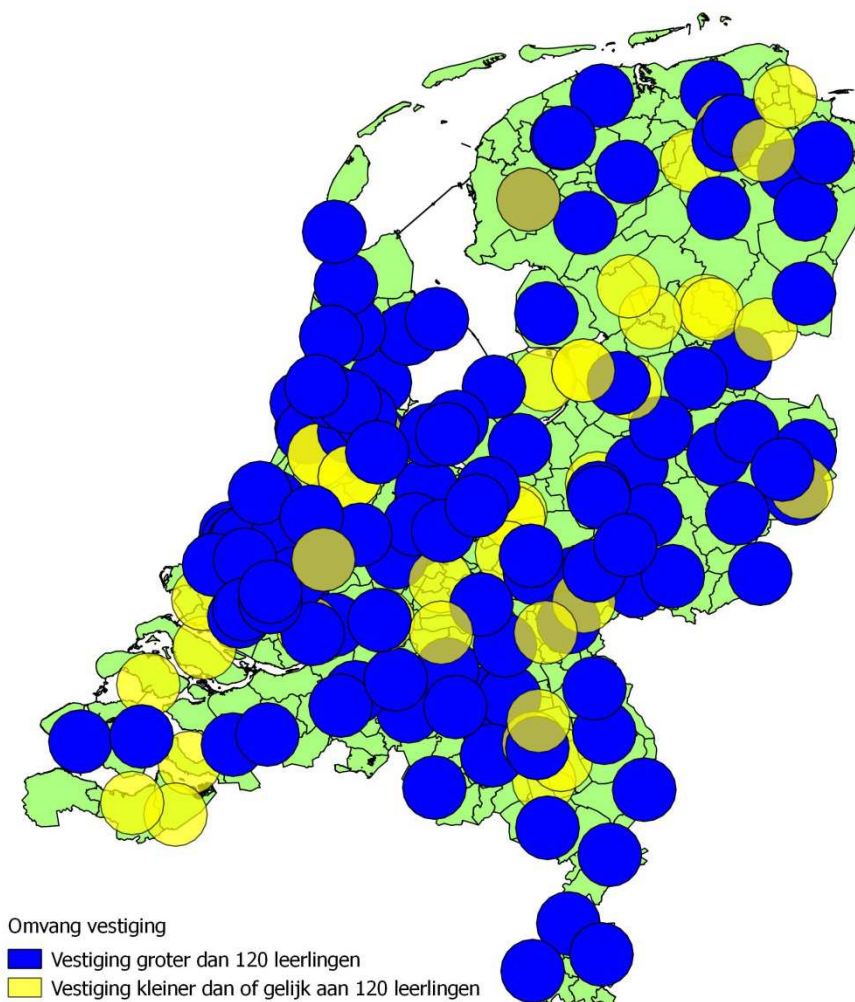 Omvang vestiging
Vestiging groter dan 120 leerlingen
Vestiging kleiner dan of gelijk aan 120 leerlingen